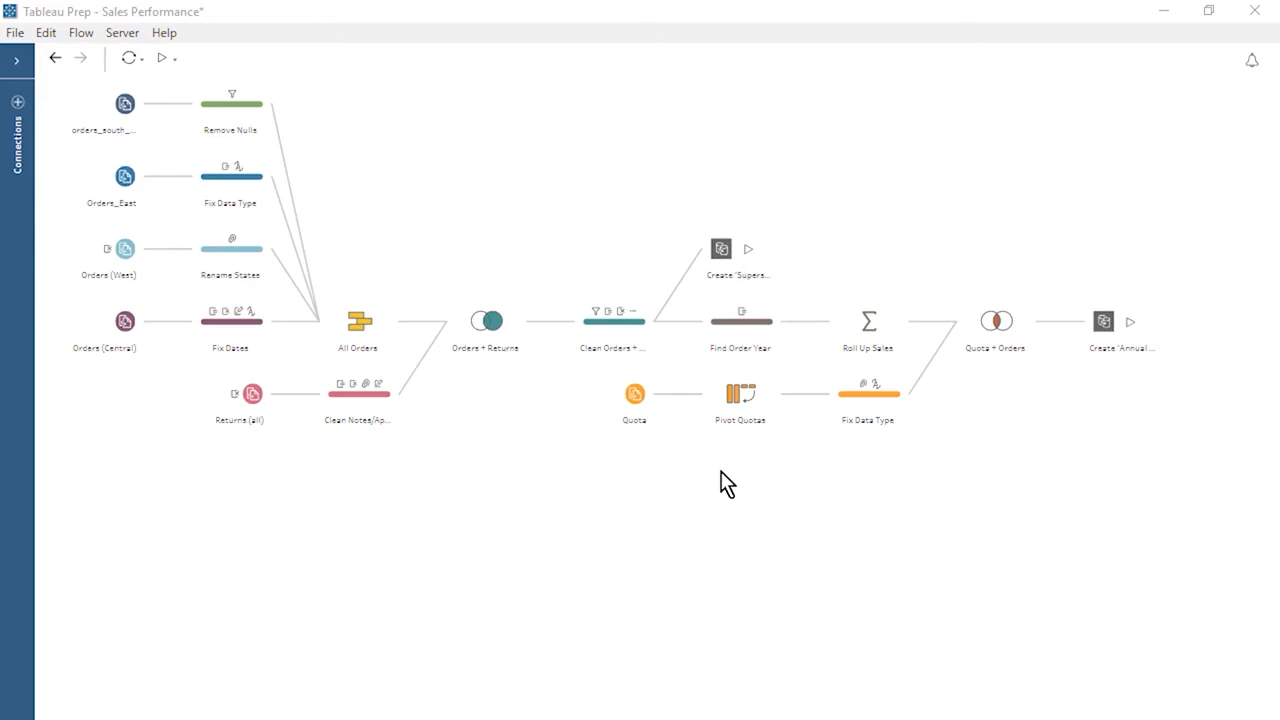 Tableau Prep - Sales Performance*
File Edit Flow Server Help
Connections
orders_south_...
Remove Nulls
Orders_East
Fix Data Type
Orders (West)
Rename States
Create 'Supers...
Orders (Central)
Fix Dates
All Orders
Orders + Returns
Clean Orders + ...
Find Order Year
Roll Up Sales
Quota + Orders
Create 'Annual ...
Returns (all)
Clean Notes/Ap...
Quota
Pivot Quotas
Fix Data Type